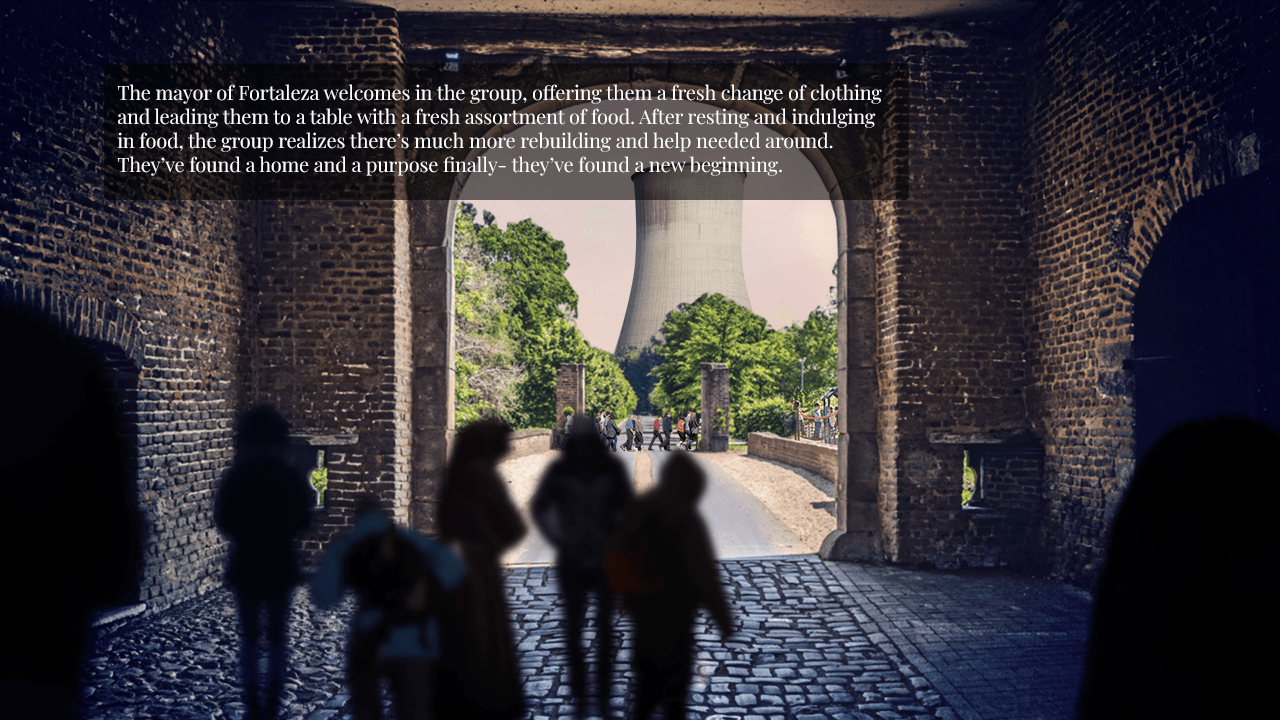 The mayor of Fortaleza welcomes in the group, offering them a fresh change of clothing
and leading them to a table with a fresh assortment of food. After resting and indulging
in food, the group realizes there’s much more rebuilding and help needed around.
They’ve found a home and a purpose finally- they’ve found a new beginning.